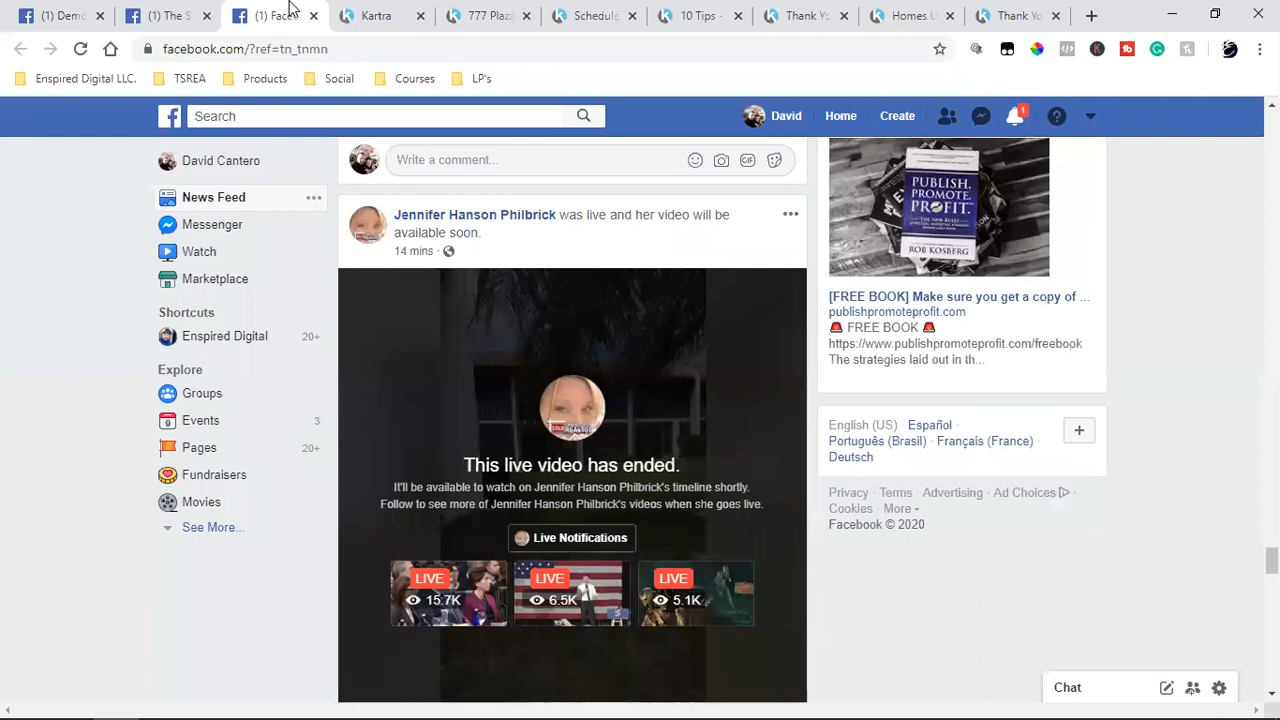 (1) Demo
(1) The S
(1) Face
Kartra
777 Plaza
Schedule
10 Tips
Thank Yo
Homes U
Thank Yo
facebook.com/?ref=tn_tnmn
Enspired Digital LLC.
TSREA
Products
Social
Courses
LP's
Search
David
Home
Create
1
David Cantero
News Feed
Messenger
Watch
Marketplace
Shortcuts
Enspired Digital
20+
Explore
Groups
Events
3
Pages
20+
Fundraisers
Movies
See More...
Write a comment...
GIF
Jennifer Hanson Philbrick was live and her video will be
available soon.
14 mins
This live video has ended.
It'll be available to watch on Jennifer Hanson Philbrick's timeline shortly.
Follow to see more of Jennifer Hanson Philbrick's videos when she goes live.
Live Notifications
LIVE
15.7K
LIVE
6.5K
LIVE
5.1K
PUBLISH.
PROMOTE.
PROFIT.
ROB KOSBERG
[FREE BOOK] Make sure you get a copy of ...
publishpromoteprofit.com
🚨 FREE BOOK 🚨
https://www.publishpromoteprofit.com/freebook
The strategies laid out in th...
English (US) · Español ·
Português (Brasil) · Français (France) ·
Deutsch
Privacy · Terms · Advertising · Ad Choices ·
Cookies · More
Facebook © 2020
Chat